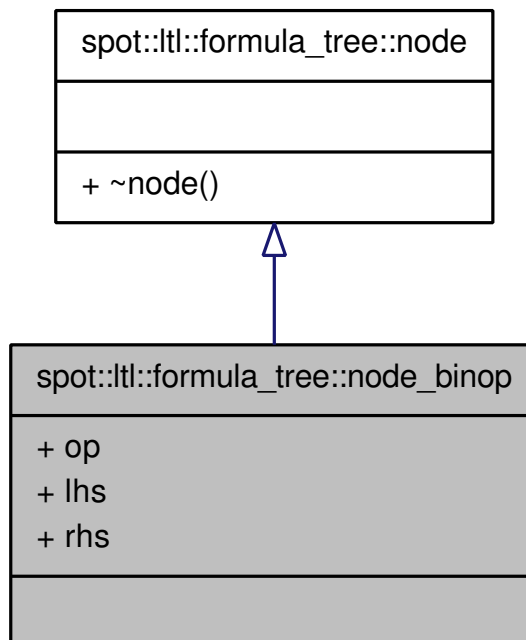 spot::ltl::formula_tree::node
+ ~node()
spot::ltl::formula_tree::node_binop
+ op
+ lhs
+ rhs